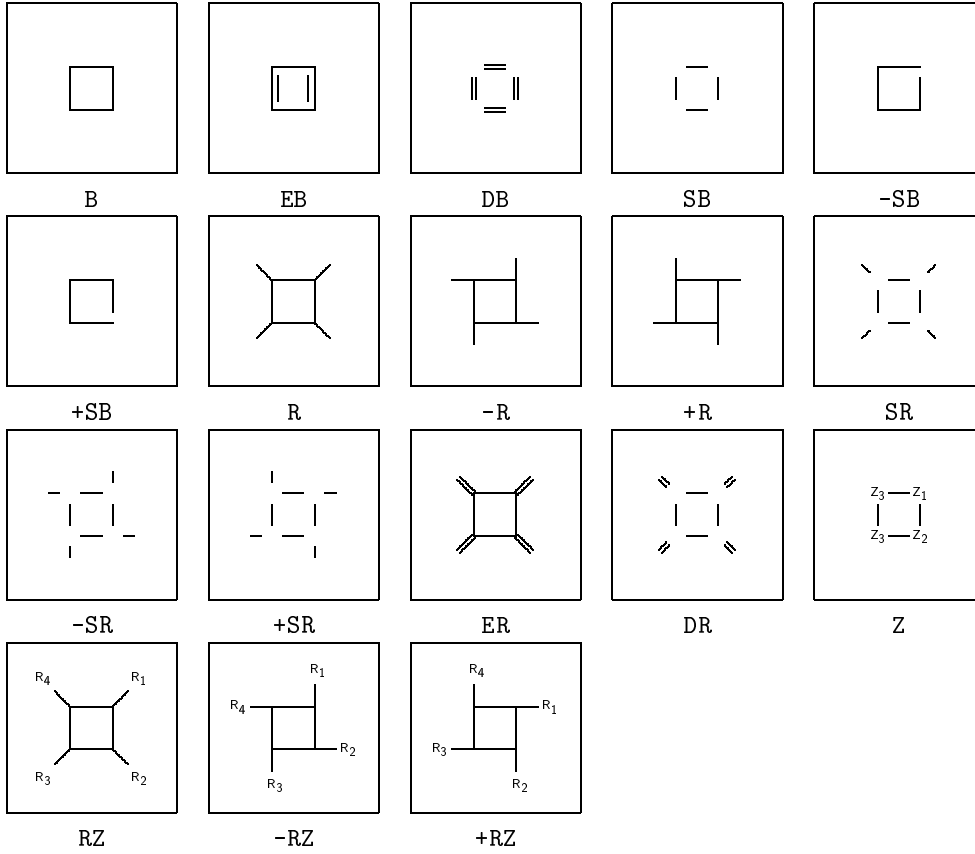 B EB DB SB -SB
+SB R -R +R SR
Z₃ Z₁
Z₃ Z₂
-SR +SR ER DR Z
R₄ R₁ R₁ R₄
R₄ R₁
R₂ R₃
R₃ R₂ R₃ R₂
RZ -RZ +RZ